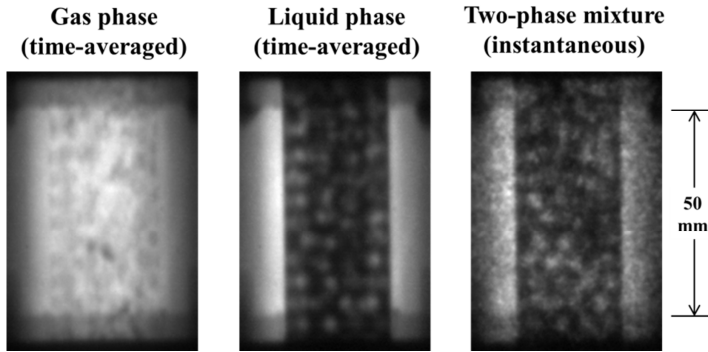 Gas phase
(time-averaged)
Liquid phase
(time-averaged)
Two-phase mixture
(instantaneous)
50
mm